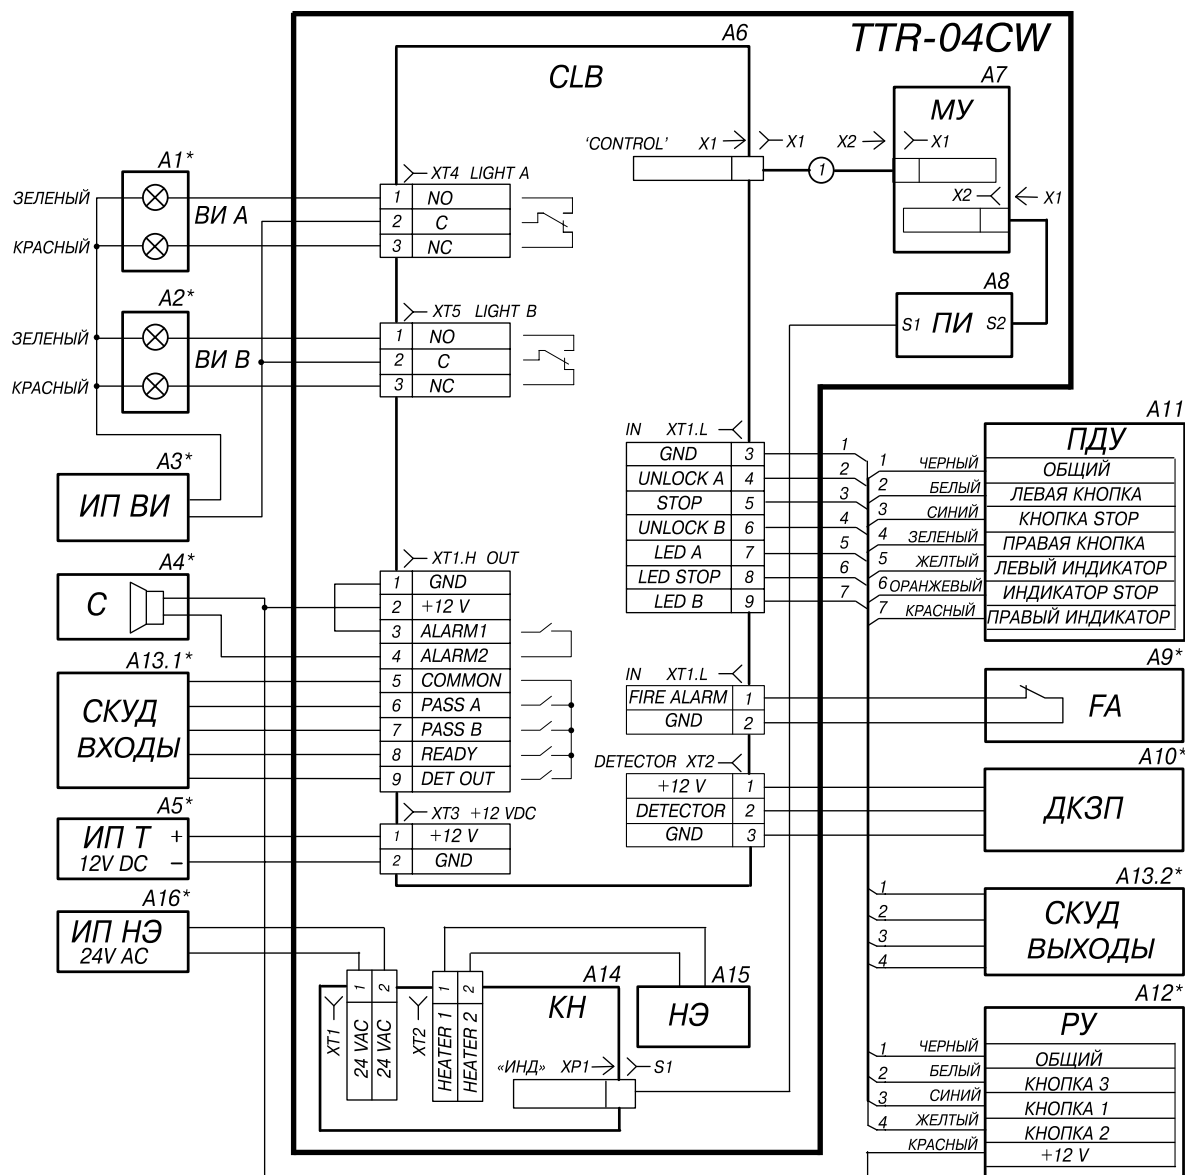 TTR-04CW
A6
CLB
A7
МУ
'CONTROL' X1 X1 X2 X1
1
X2 X1
A8
S1 ПИ S2
A1*
ЗЕЛЕНЫЙ
ВИ А
КРАСНЫЙ
XT4 LIGHT A
1 NO
2 C
3 NC
A2*
ЗЕЛЕНЫЙ
ВИ В
КРАСНЫЙ
XT5 LIGHT B
1 NO
2 C
3 NC
A3*
ИП ВИ
A4*
С
XT1.H OUT
1 GND
2 +12 V
3 ALARM1
4 ALARM2
5 COMMON
6 PASS A
7 PASS B
8 READY
9 DET OUT
A13.1*
СКУД
ВХОДЫ
A5*
ИП Т +
12V DC –
XT3 +12 VDC
1 +12 V
2 GND
A16*
ИП НЭ
24V AC
IN XT1.L
GND 3
UNLOCK A 4
STOP 5
UNLOCK B 6
LED A 7
LED STOP 8
LED B 9
1
2
3
4
5
6
7
A11
ПДУ
1 ЧЕРНЫЙ ОБЩИЙ
2 БЕЛЫЙ ЛЕВАЯ КНОПКА
3 СИНИЙ КНОПКА STOP
4 ЗЕЛЕНЫЙ ПРАВАЯ КНОПКА
5 ЖЕЛТЫЙ ЛЕВЫЙ ИНДИКАТОР
6 ОРАНЖЕВЫЙ ИНДИКАТОР STOP
7 КРАСНЫЙ ПРАВЫЙ ИНДИКАТОР
IN XT1.L
FIRE ALARM 1
GND 2
A9*
FA
DETECTOR XT2
+12 V 1
DETECTOR 2
GND 3
A10*
ДКЗП
A13.2*
1
2
3
4
СКУД
ВЫХОДЫ
A14
КН
XT1
1 2
24 VAC
24 VAC
XT2
1 2
HEATER 1
HEATER 2
«ИНД» XP1 S1
A15
НЭ
A12*
РУ
1 ЧЕРНЫЙ ОБЩИЙ
2 БЕЛЫЙ КНОПКА 3
3 СИНИЙ КНОПКА 1
4 ЖЕЛТЫЙ КНОПКА 2
КРАСНЫЙ +12 V